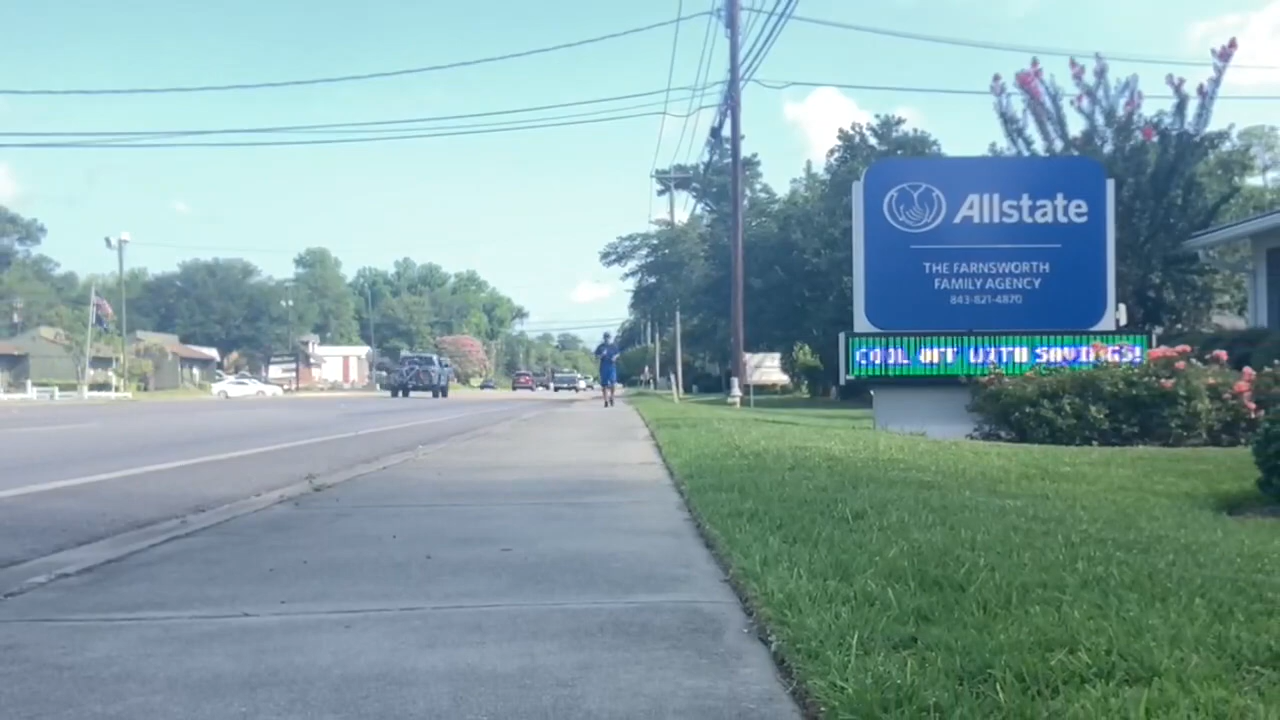 Allstate
THE FARNSWORTH
FAMILY AGENCY
843-821-4870
COOL OFF WITH SAVINGS!